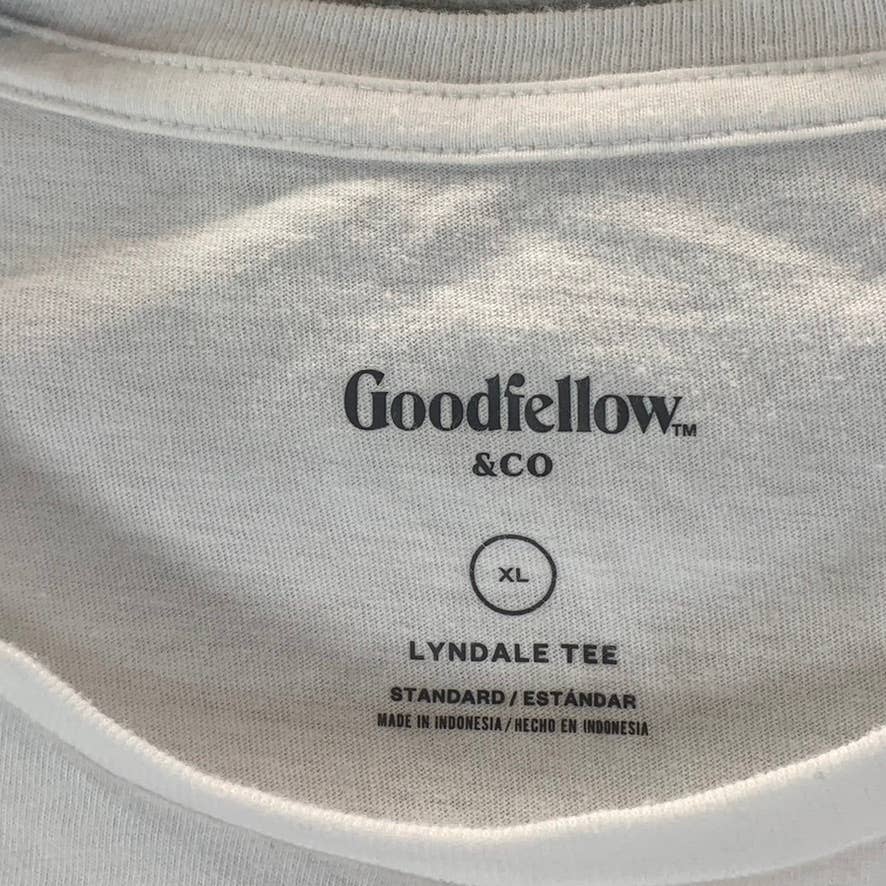 Goodfellow™
&CO
XL
LYNDALE TEE
STANDARD / ESTÁNDAR
MADE IN INDONESIA / HECHO EN INDONESIA